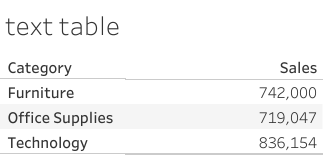 text table
Category Sales
Furniture 742,000
Office Supplies 719,047
Technology 836,154